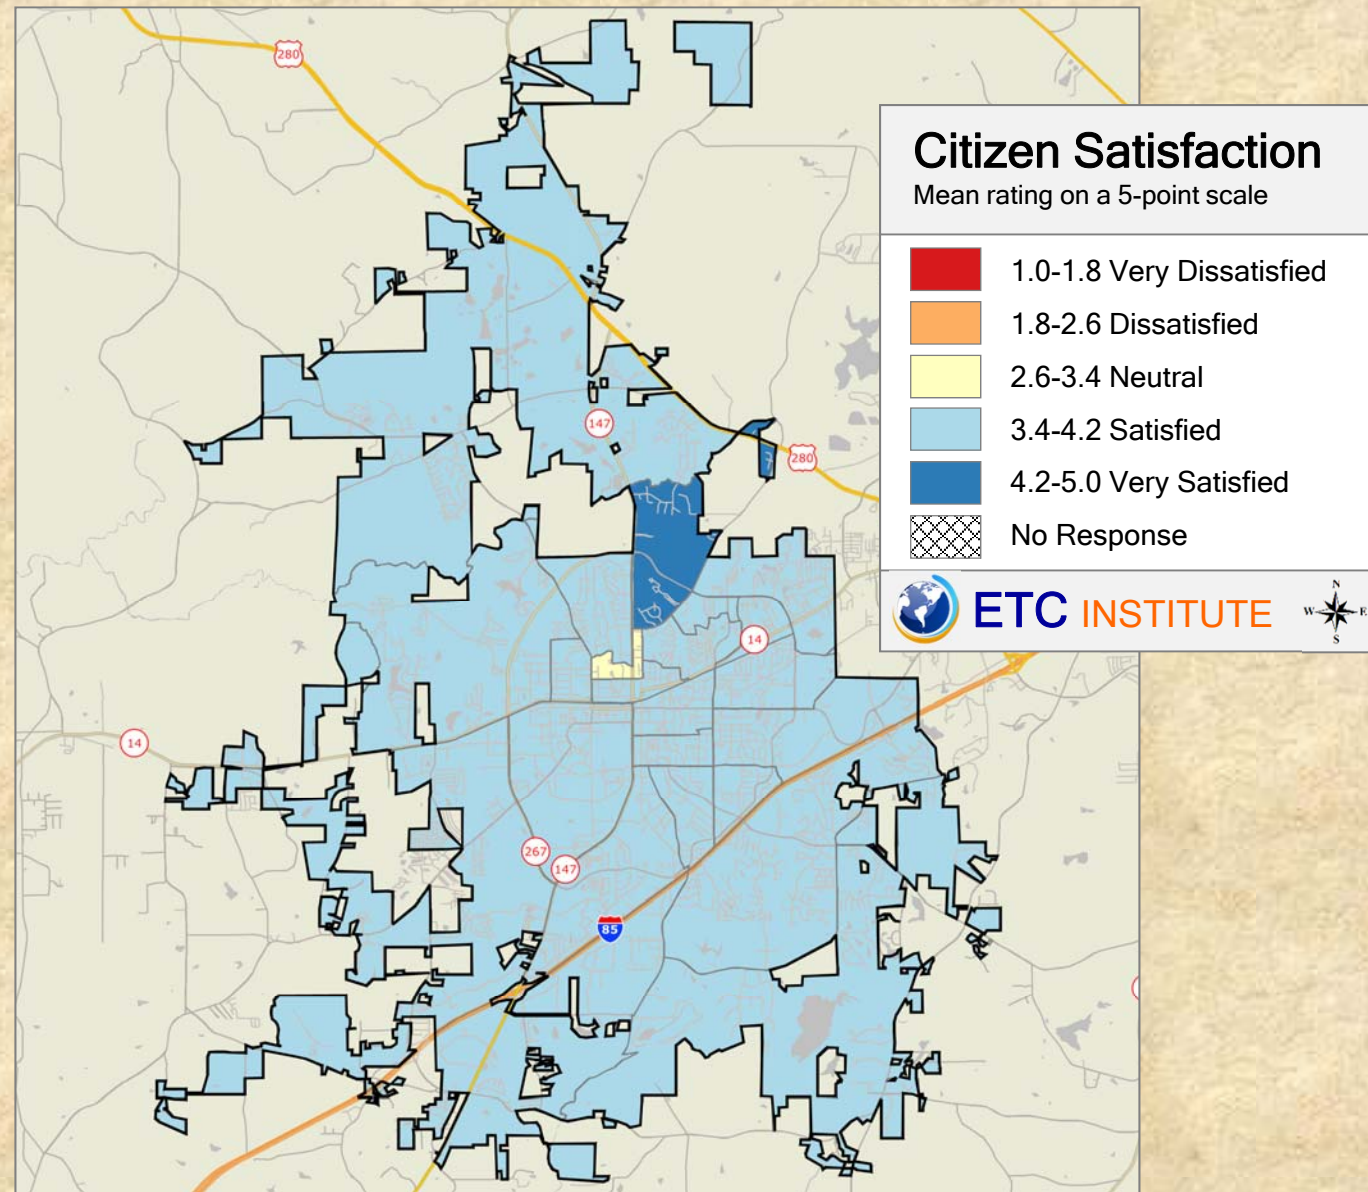 280
Citizen Satisfaction
Mean rating on a 5-point scale
1.0-1.8 Very Dissatisfied
1.8-2.6 Dissatisfied
2.6-3.4 Neutral
3.4-4.2 Satisfied
4.2-5.0 Very Satisfied
No Response
ETC INSTITUTE
N
W E
S
147
280
14
14
267
147
85